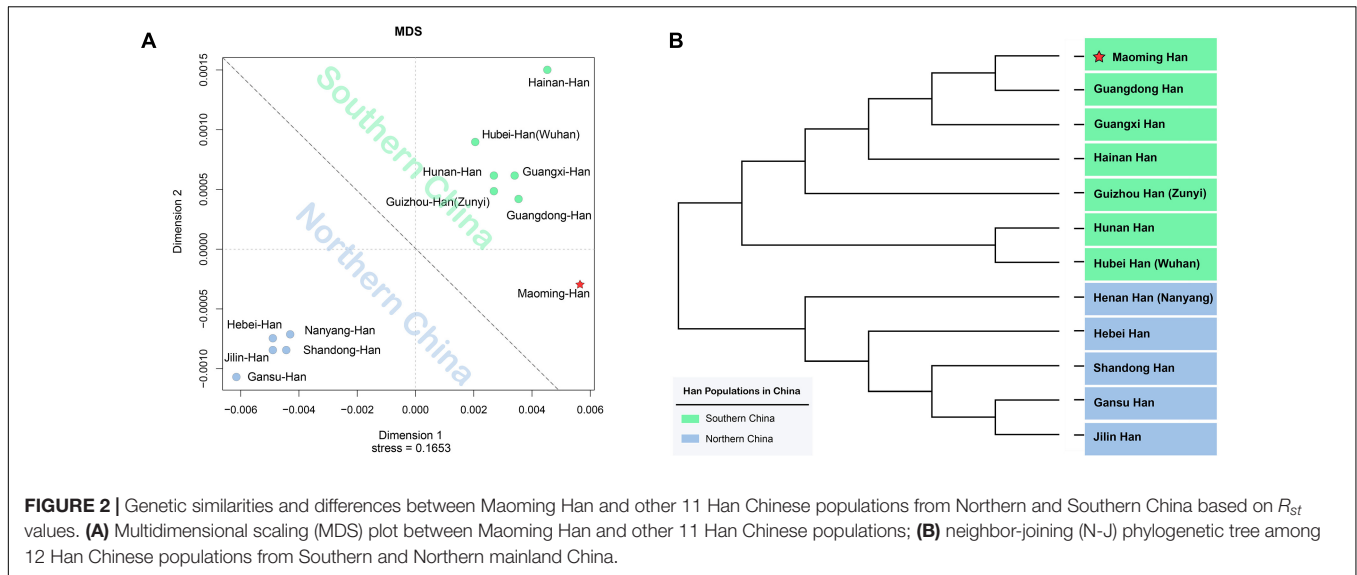 A
MDS
Dimension 2
0.0015
0.0010
0.0005
0.0000
−0.0005
−0.0010
Southern China
Northern China
Hainan-Han
Hubei-Han(Wuhan)
Hunan-Han
Guangxi-Han
Guizhou-Han(Zunyi)
Guangdong-Han
Maoming-Han
Hebei-Han
Nanyang-Han
Shandong-Han
Jilin-Han
Gansu-Han
−0.006 −0.004 −0.002 0.000 0.002 0.004 0.006
Dimension 1
stress = 0.1653
B
Maoming Han
Guangdong Han
Guangxi Han
Hainan Han
Guizhou Han (Zunyi)
Hunan Han
Hubei Han (Wuhan)
Henan Han (Nanyang)
Hebei Han
Shandong Han
Gansu Han
Jilin Han
Han Populations in China
Southern China
Northern China
FIGURE 2 | Genetic similarities and differences between Maoming Han and other 11 Han Chinese populations from Northern and Southern China based on Rst
values. (A) Multidimensional scaling (MDS) plot between Maoming Han and other 11 Han Chinese populations; (B) neighbor-joining (N-J) phylogenetic tree among
12 Han Chinese populations from Southern and Northern mainland China.